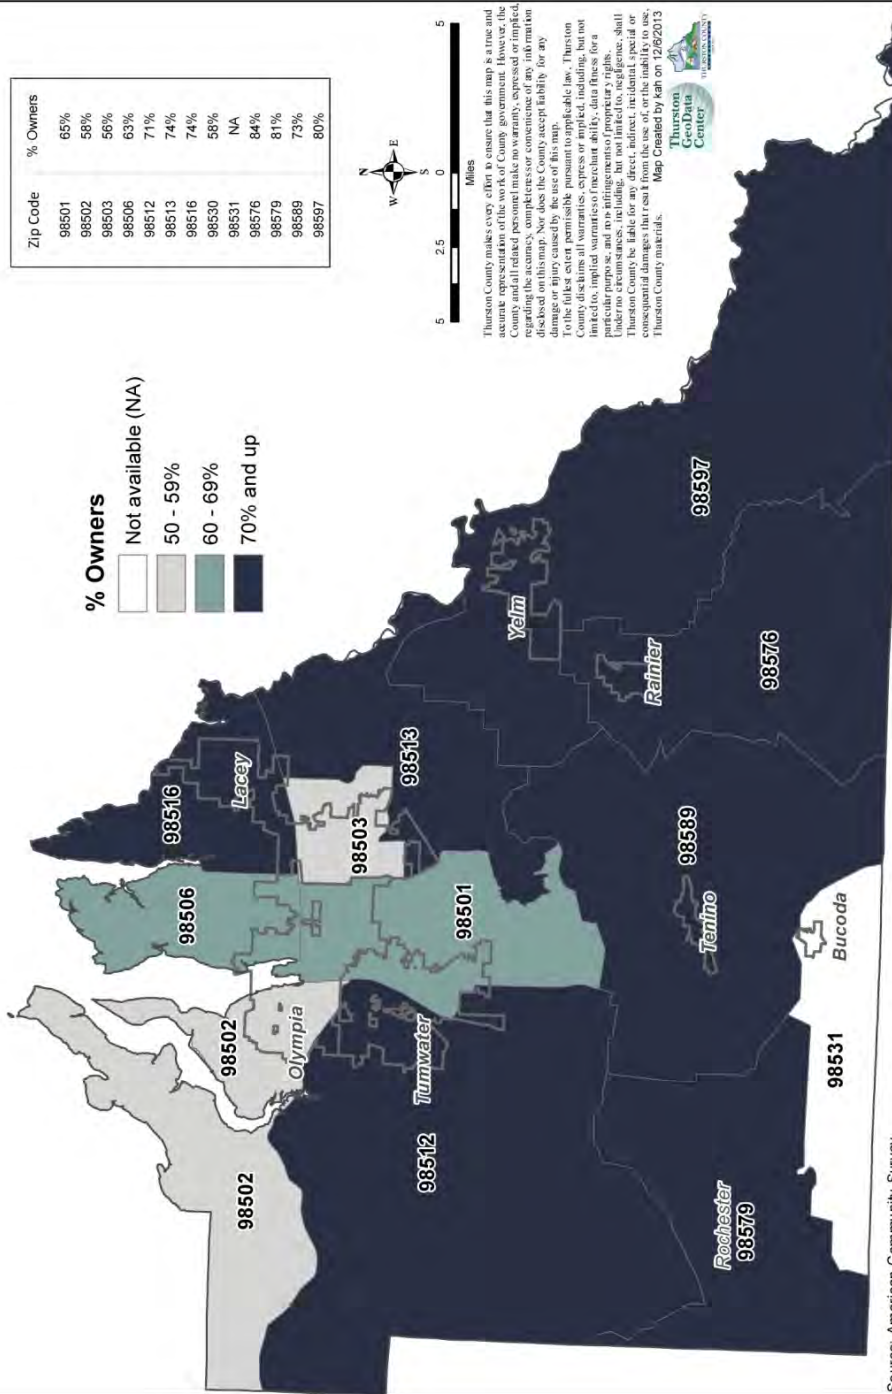 % Owners
Not available (NA)
50 - 59%
60 - 69%
70% and up
Zip Code % Owners
98501 65%
98502 58%
98503 56%
98506 63%
98512 71%
98513 74%
98516 74%
98530 58%
98531 NA
98576 84%
98579 81%
98589 73%
98597 80%
N
W E
S
5 2.5 0 5
Miles
Thurston County makes every effort to ensure that this map is a true and
accurate representation of the work of County government. However, the
County and all related personnel make no warranty, expressed or implied,
regarding the accuracy, completeness or convenience of any information
disclosed on this map. Nor does the County accept liability for any
damage or injury caused by the use of this map.
To the fullest extent permissible pursuant to applicable law, Thurston
County disclaims all warranties, express or implied, including, but not
limited to, implied warranties of merchant ability, data fitness for a
particular purpose, and non-infringements of proprietary rights.
Under no circumstances, including, but not limited to, negligence, shall
Thurston County be liable for any direct, indirect, incidental, special or
consequential damages that result from the use of, or the inability to use,
Thurston County materials. Map created by kah on 12/6/2013
Thurston
GeoData
Center
THURSTON COUNTY
98502
98502
Olympia
98506
98516
Lacey
98503
98513
98501
Tumwater
98512
Yelm
Rainier
98597
98576
98589
Tenino
Bucoda
98531
Rochester
98579
Source: American Community Survey